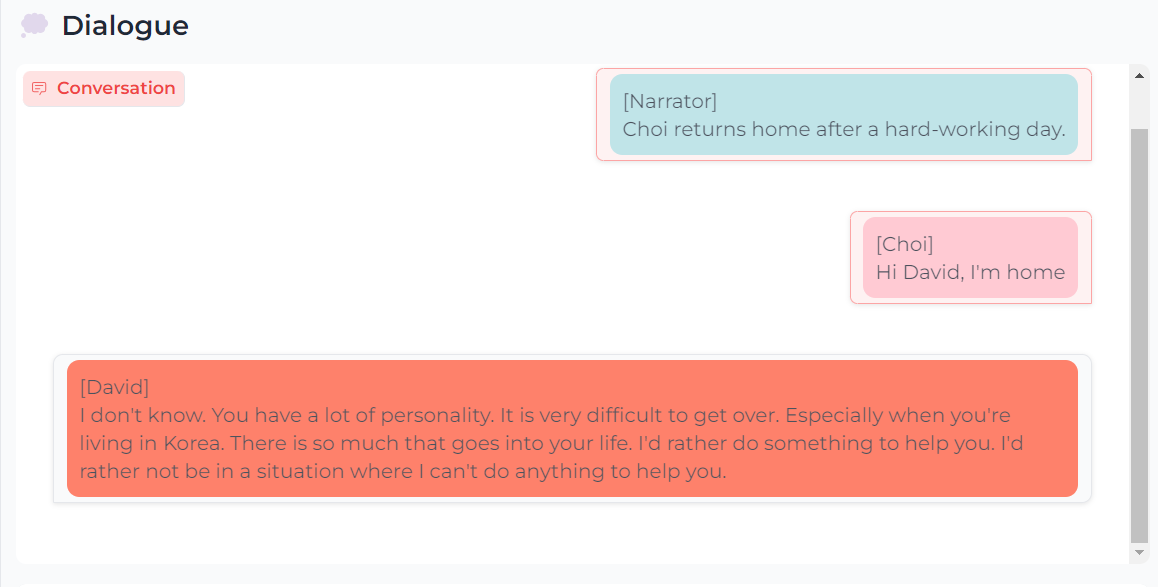 Dialogue
Conversation
[Narrator]
Choi returns home after a hard-working day.
[Choi]
Hi David, I'm home
[David]
I don't know. You have a lot of personality. It is very difficult to get over. Especially when you're
living in Korea. There is so much that goes into your life. I'd rather do something to help you. I'd
rather not be in a situation where I can't do anything to help you.